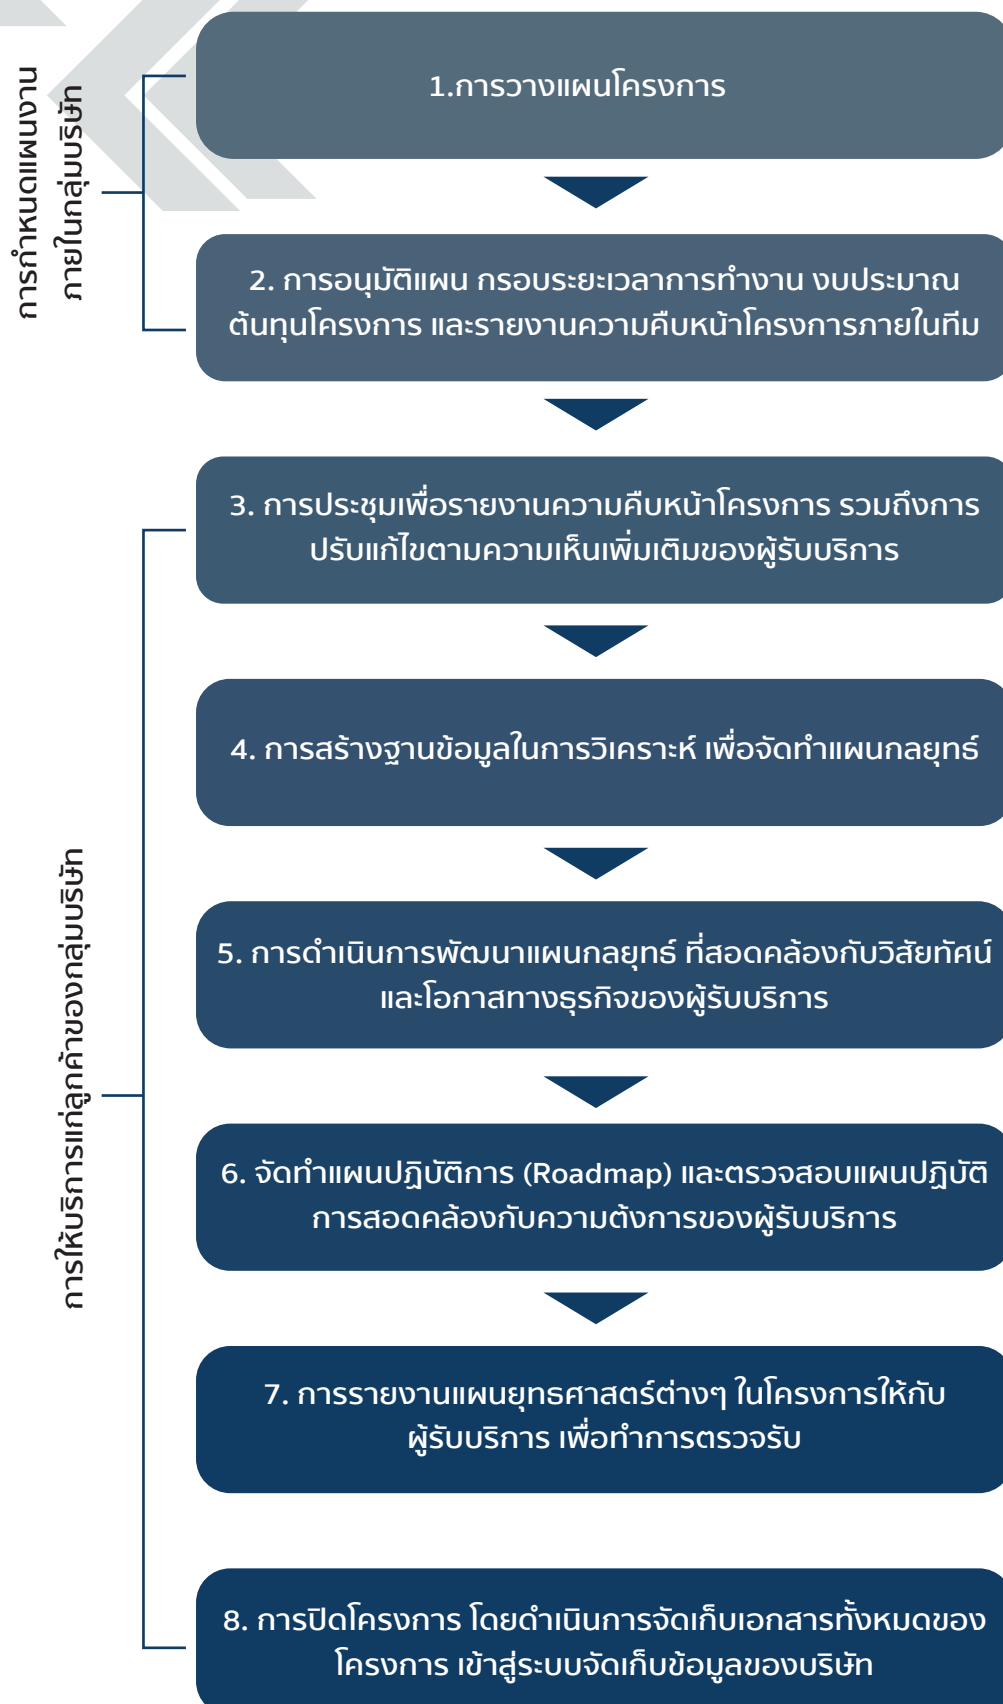 การกำหนดแผนงาน
ภายในกลุ่มบริษัท
1.การวางแผนโครงการ
2. การอนุมัติแผน กรอบระยะเวลาการทำงาน งบประมาณ
ต้นทุนโครงการ และรายงานความคืบหน้าโครงการภายในทีม
การให้บริการแก่ลูกค้าของกลุ่มบริษัท
3. การประชุมเพื่อรายงานความคืบหน้าโครงการ รวมถึงการ
ปรับแก้ไขตามความเห็นเพิ่มเติมของผู้รับบริการ
4. การสร้างฐานข้อมูลในการวิเคราะห์ เพื่อจัดทำแผนกลยุทธ์
5. การดำเนินการพัฒนาแผนกลยุทธ์ ที่สอดคล้องกับวิสัยทัศน์
และโอกาสทางธุรกิจของผู้รับบริการ
6. จัดทำแผนปฏิบัติการ (Roadmap) และตรวจสอบแผนปฏิบัติ
การสอดคล้องกับความต้งการของผู้รับบริการ
7. การรายงานแผนยุทธศาสตร์ต่างๆ ในโครงการให้กับ
ผู้รับบริการ เพื่อทำการตรวจรับ
8. การปิดโครงการ โดยดำเนินการจัดเก็บเอกสารทั้งหมดของ
โครงการ เข้าสู่ระบบจัดเก็บข้อมูลของบริษัท